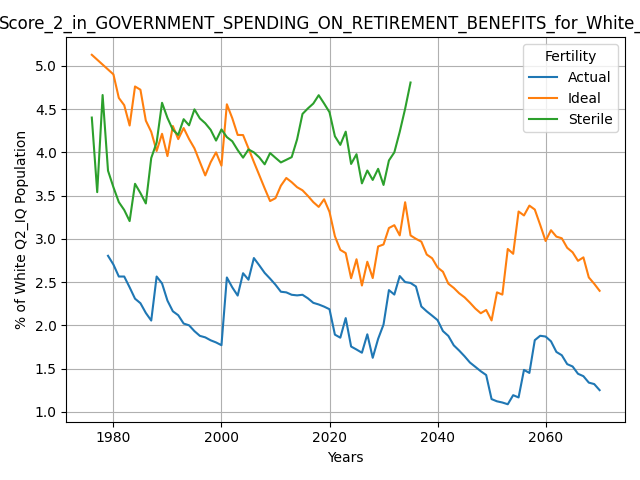 Score_2_in_GOVERNMENT_SPENDING_ON_RETIREMENT_BENEFITS_for_White_
Fertility
Actual
Ideal
Sterile
% of White Q2_IQ Population
5.0
4.5
4.0
3.5
3.0
2.5
2.0
1.5
1.0
1980
2000
2020
2040
2060
Years